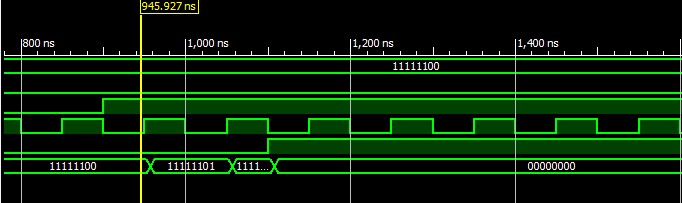 945.927 ns
800 ns 1,000 ns 1,200 ns 1,400 ns
11111100
11111100 11111101 1111... 00000000